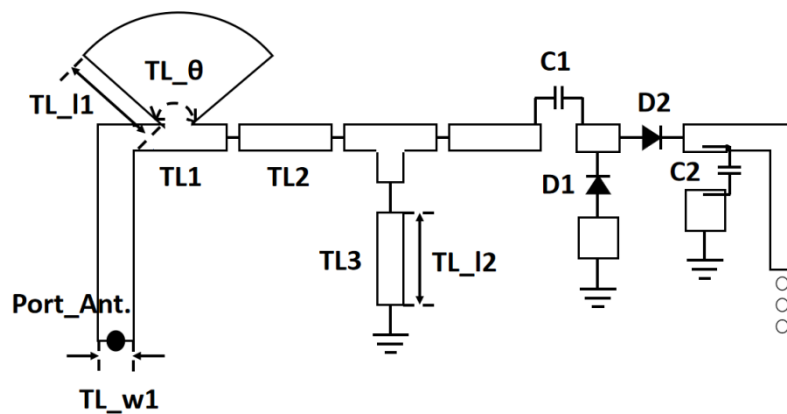 TL_θ
C1
TL_l1
D2
TL1
TL2
C2
D1
TL3
TL_l2
Port_Ant.
TL_w1